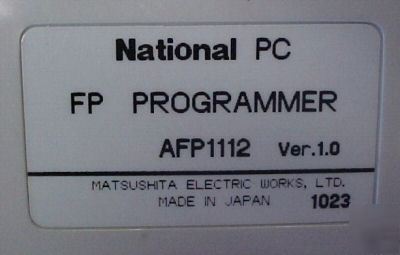 National PC
FP PROGRAMMER
AFP1112 Ver.1.0
MATSUSHITA ELECTRIC WORKS, LTD.
MADE IN JAPAN 1023